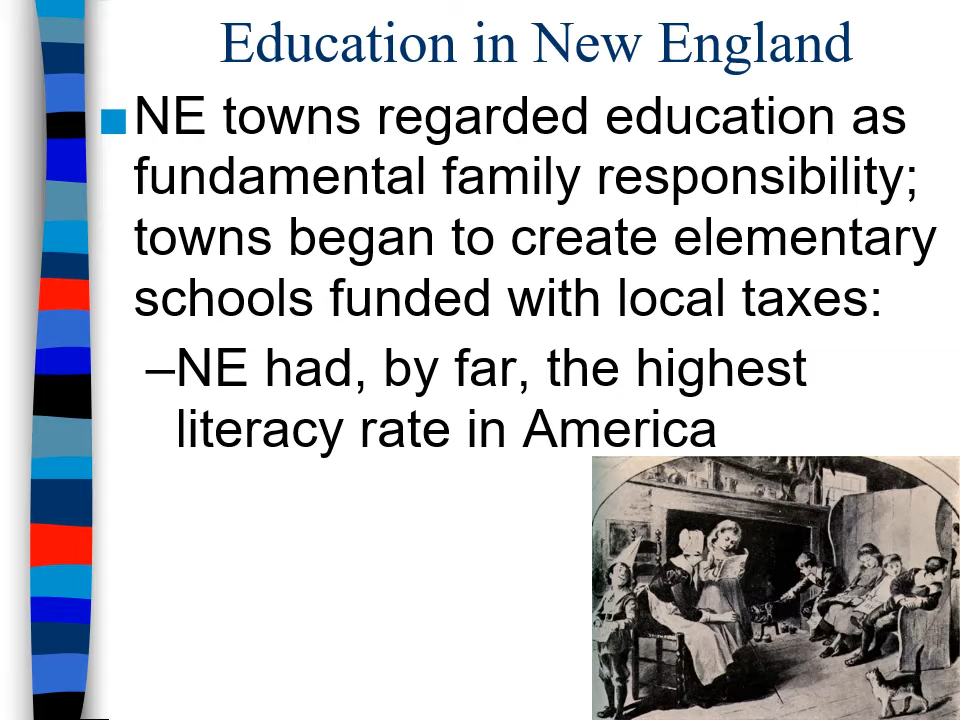 Education in New England
■NE towns regarded education as
fundamental family responsibility;
towns began to create elementary
schools funded with local taxes:
–NE had, by far, the highest
literacy rate in America